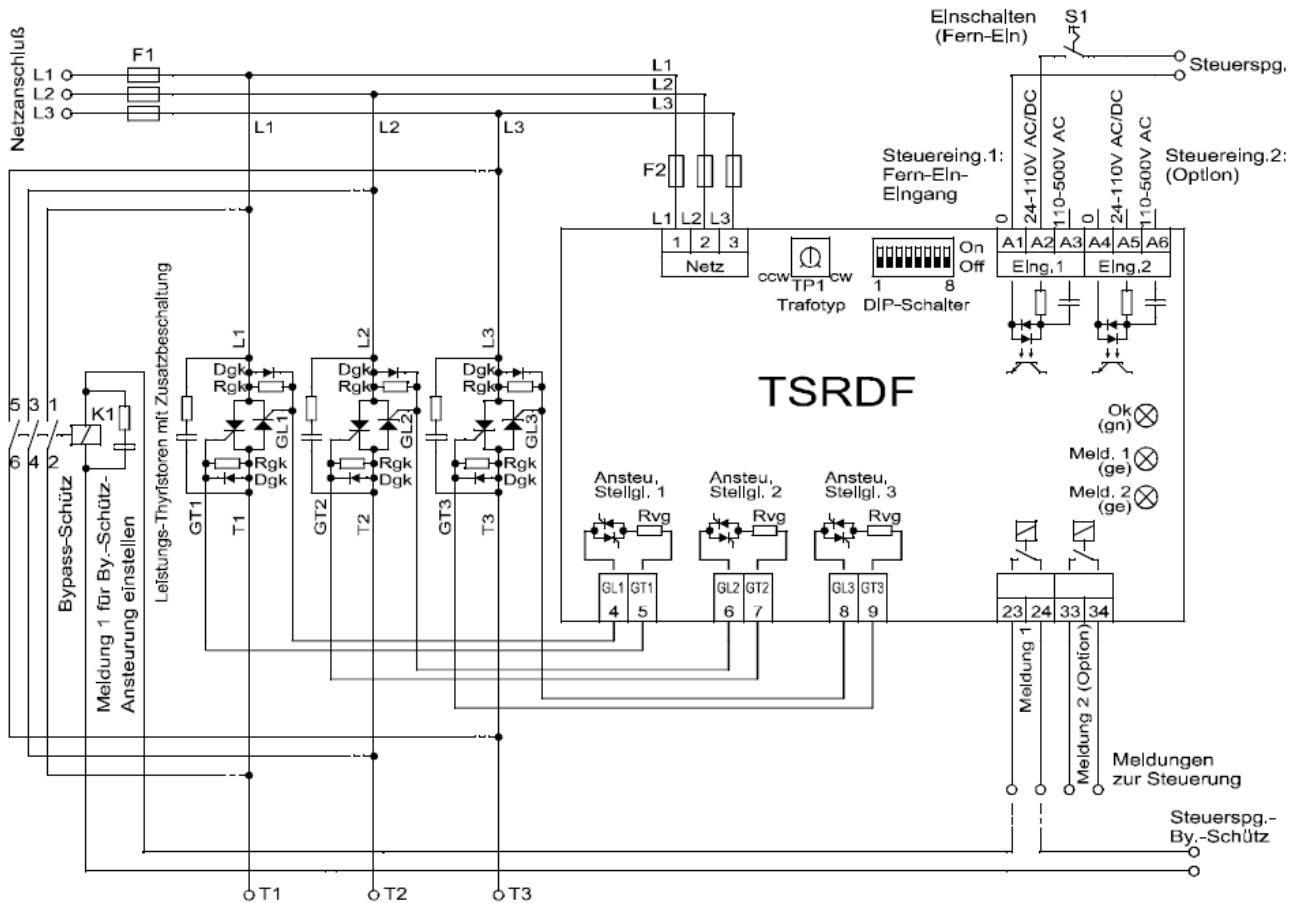 Netzanschluß
L1
L2
L3
F1
L1
L2
L3
L1
L2
L3
F2
Einschalten
(Fern-Ein)
S1
Steuerspg.
Steuereing.1:
Fern-Ein-
Eingang
0
24-110V AC/DC
110-500V AC
0
24-110V AC/DC
110-500V AC
Steuereing.2:
(Option)
L1 L2 L3
1 2 3
Netz
ccw cw
TP1
Trafotyp
On
Off
1 8
DIP-Schalter
A1 A2 A3 A4 A5 A6
Eing.1 Eing.2
TSRDF
Ok
(gn)
Meld. 1
(ge)
Meld. 2
(ge)
5 3 1
6 4 2
K1
Bypass-Schütz
Meldung 1 für By.-Schütz-
Ansteurung einstellen
Leistungs-Thyristoren mit Zusatzbeschaltung
L1
Dgk
Rgk
GL1
Rgk
Dgk
GT1
T1
L2
Dgk
Rgk
GL2
Rgk
Dgk
GT2
T2
L3
Dgk
Rgk
GL3
Rgk
Dgk
GT3
T3
Ansteu,
Stellgl. 1
Rvg
GL1 GT1
4 5
Ansteu,
Stellgl. 2
Rvg
GL2 GT2
6 7
Ansteu,
Stellgl. 3
Rvg
GL3 GT3
8 9
23 24 33 34
Meldung 1
Meldung 2 (Option)
Meldungen
zur Steuerung
Steuerspg.-
By.-Schütz
T1
T2
T3